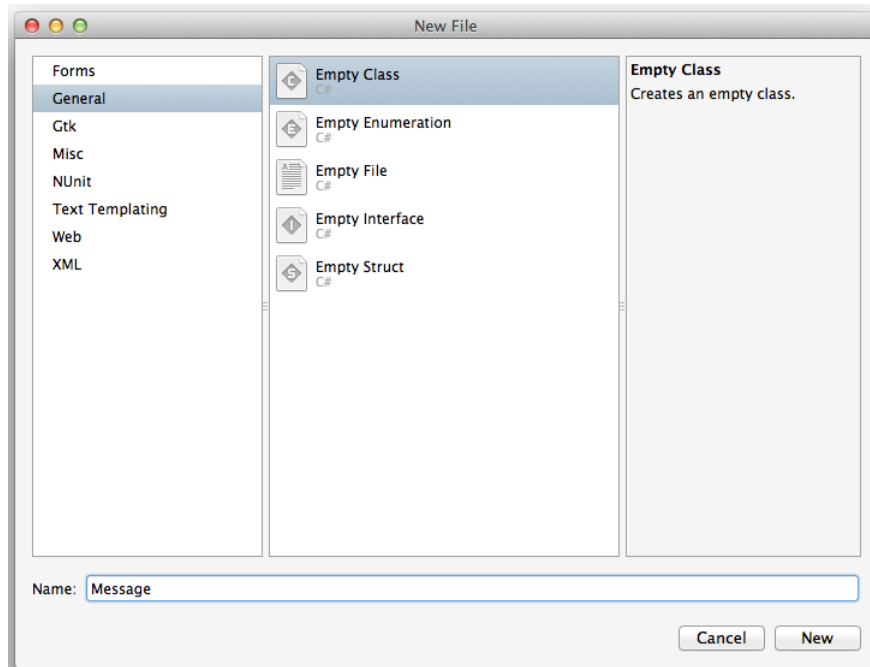 New File
Forms
General
Gtk
Misc
NUnit
Text Templating
Web
XML
C
Empty Class
C#
E
Empty Enumeration
C#
A
Empty File
C#
I
Empty Interface
C#
S
Empty Struct
C#
Empty Class
Creates an empty class.
Name: Message
Cancel New